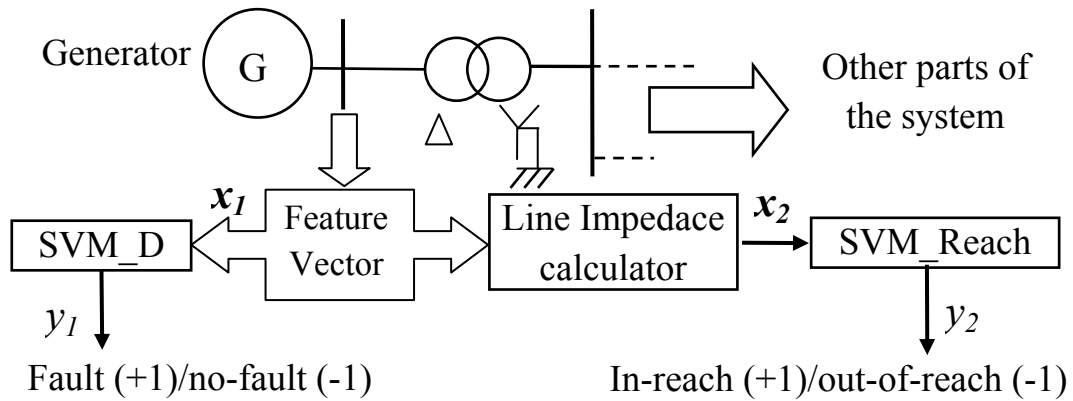 Generator
G
Other parts of
the system
Δ
x1
Feature
Vector
Line Impedace
calculator
x2
SVM_D
SVM_Reach
y1
y2
Fault (+1)/no-fault (-1)
In-reach (+1)/out-of-reach (-1)